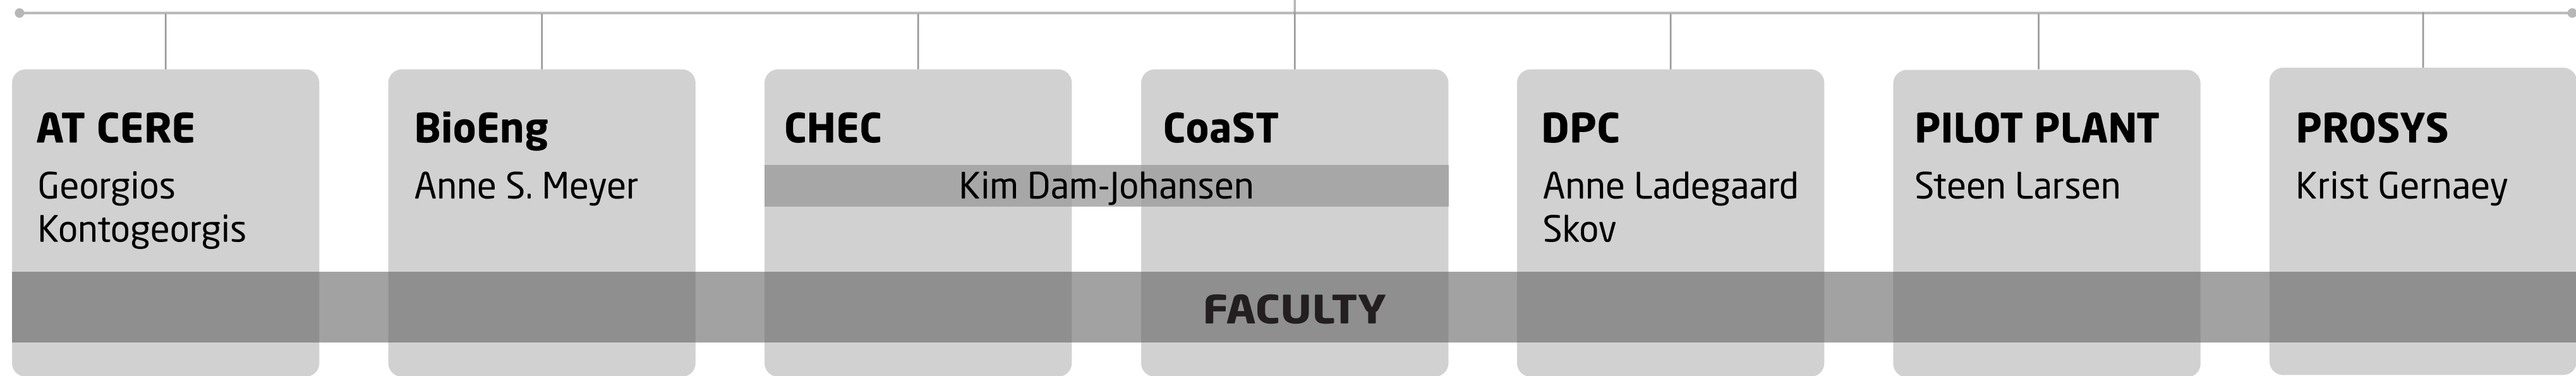 AT CERE
Georgios
Kontogeorgis
BioEng
Anne S. Meyer
CHEC
CoaST
Kim Dam-Johansen
DPC
Anne Ladegaard
Skov
PILOT PLANT
Steen Larsen
PROSYS
Krist Gernaey
FACULTY